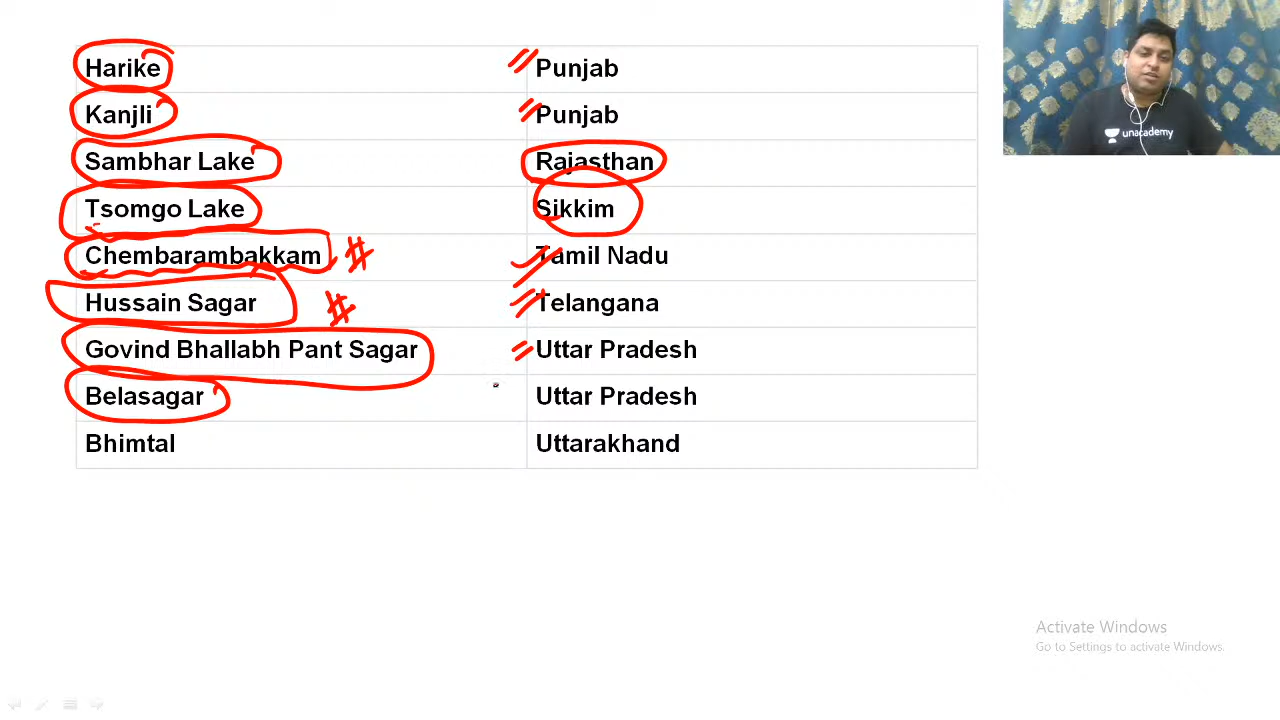 Harike Punjab
Kanjli Punjab
Sambhar Lake Rajasthan
Tsomgo Lake Sikkim
Chembarambakkam # Tamil Nadu
Hussain Sagar # Telangana
Govind Bhallabh Pant Sagar Uttar Pradesh
Belasagar Uttar Pradesh
Bhimtal Uttarakhand
unacademy
Activate Windows
Go to Settings to activate Windows.